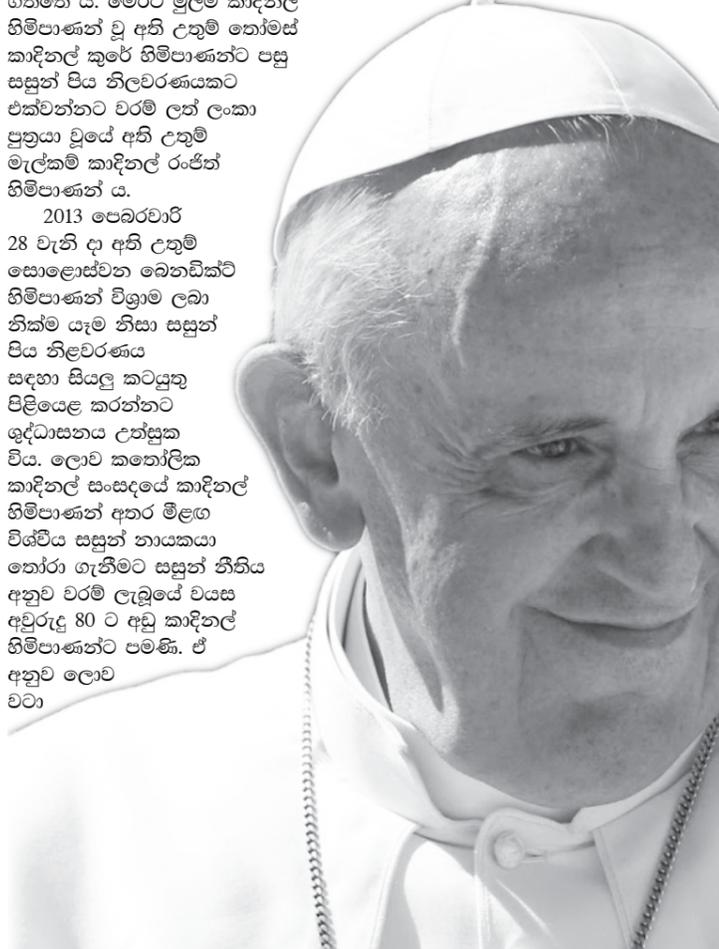 හිමිපාණන් වූ අති උතුම් තෝමස්
කාදිනල් කුරේ හිමිපාණන්ට පසු
සසුන් පිය නිලවරණයකට
එක්වන්නට වරම් ලත් ලංකා
පුත්‍රයා වූයේ අති උතුම්
මැල්කම් කාදිනල් රංජිත්
හිමිපාණන් ය.
2013 පෙබරවාරි
28 වැනි දා අති උතුම්
සොළොස්වන බෙනඩික්ට්
හිමිපාණන් විශ්‍රාම ලබා
නික්ම යෑම නිසා සසුන්
පිය නිළවරණය
සඳහා සියලු කටයුතු
පිළියෙළ කරන්නට
ශුද්ධාසනය උත්සුක
විය. ලොව කතෝලික
කාදිනල් සංසදයේ කාදිනල්
හිමිපාණන් අතර මීළඟ
විශ්වීය සසුන් නායකයා
තෝරා ගැනීමට සසුන් නීතිය
අනුව වරම් ලැබූයේ වයස
අවුරුදු 80 ට අඩු කාදිනල්
හිමිපාණන්ට පමණි. ඒ
අනුව ලොව
වටා